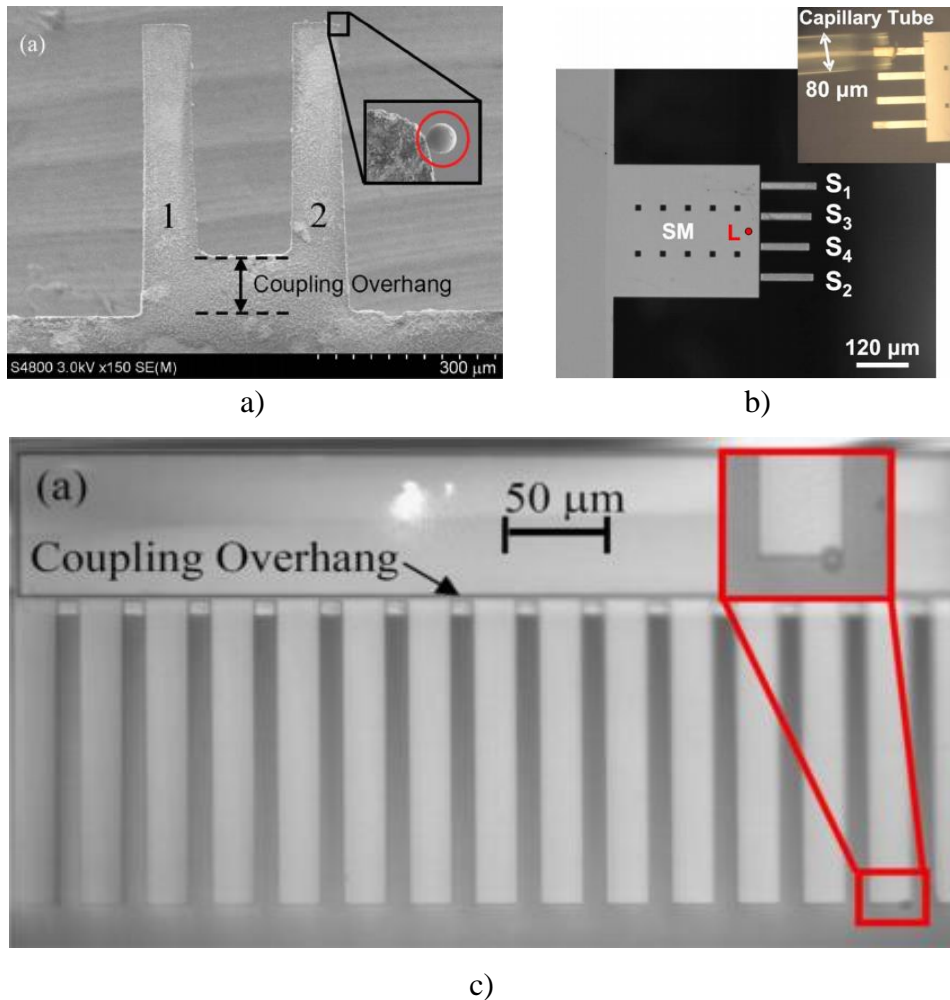 (a)
1
2
Coupling Overhang
S4800 3.0kV x150 SE(M)
300 μm
a)
Capillary Tube
80 μm
S₁
S₃
SM
L
S₄
S₂
120 μm
b)
(a)
50 μm
Coupling Overhang
c)